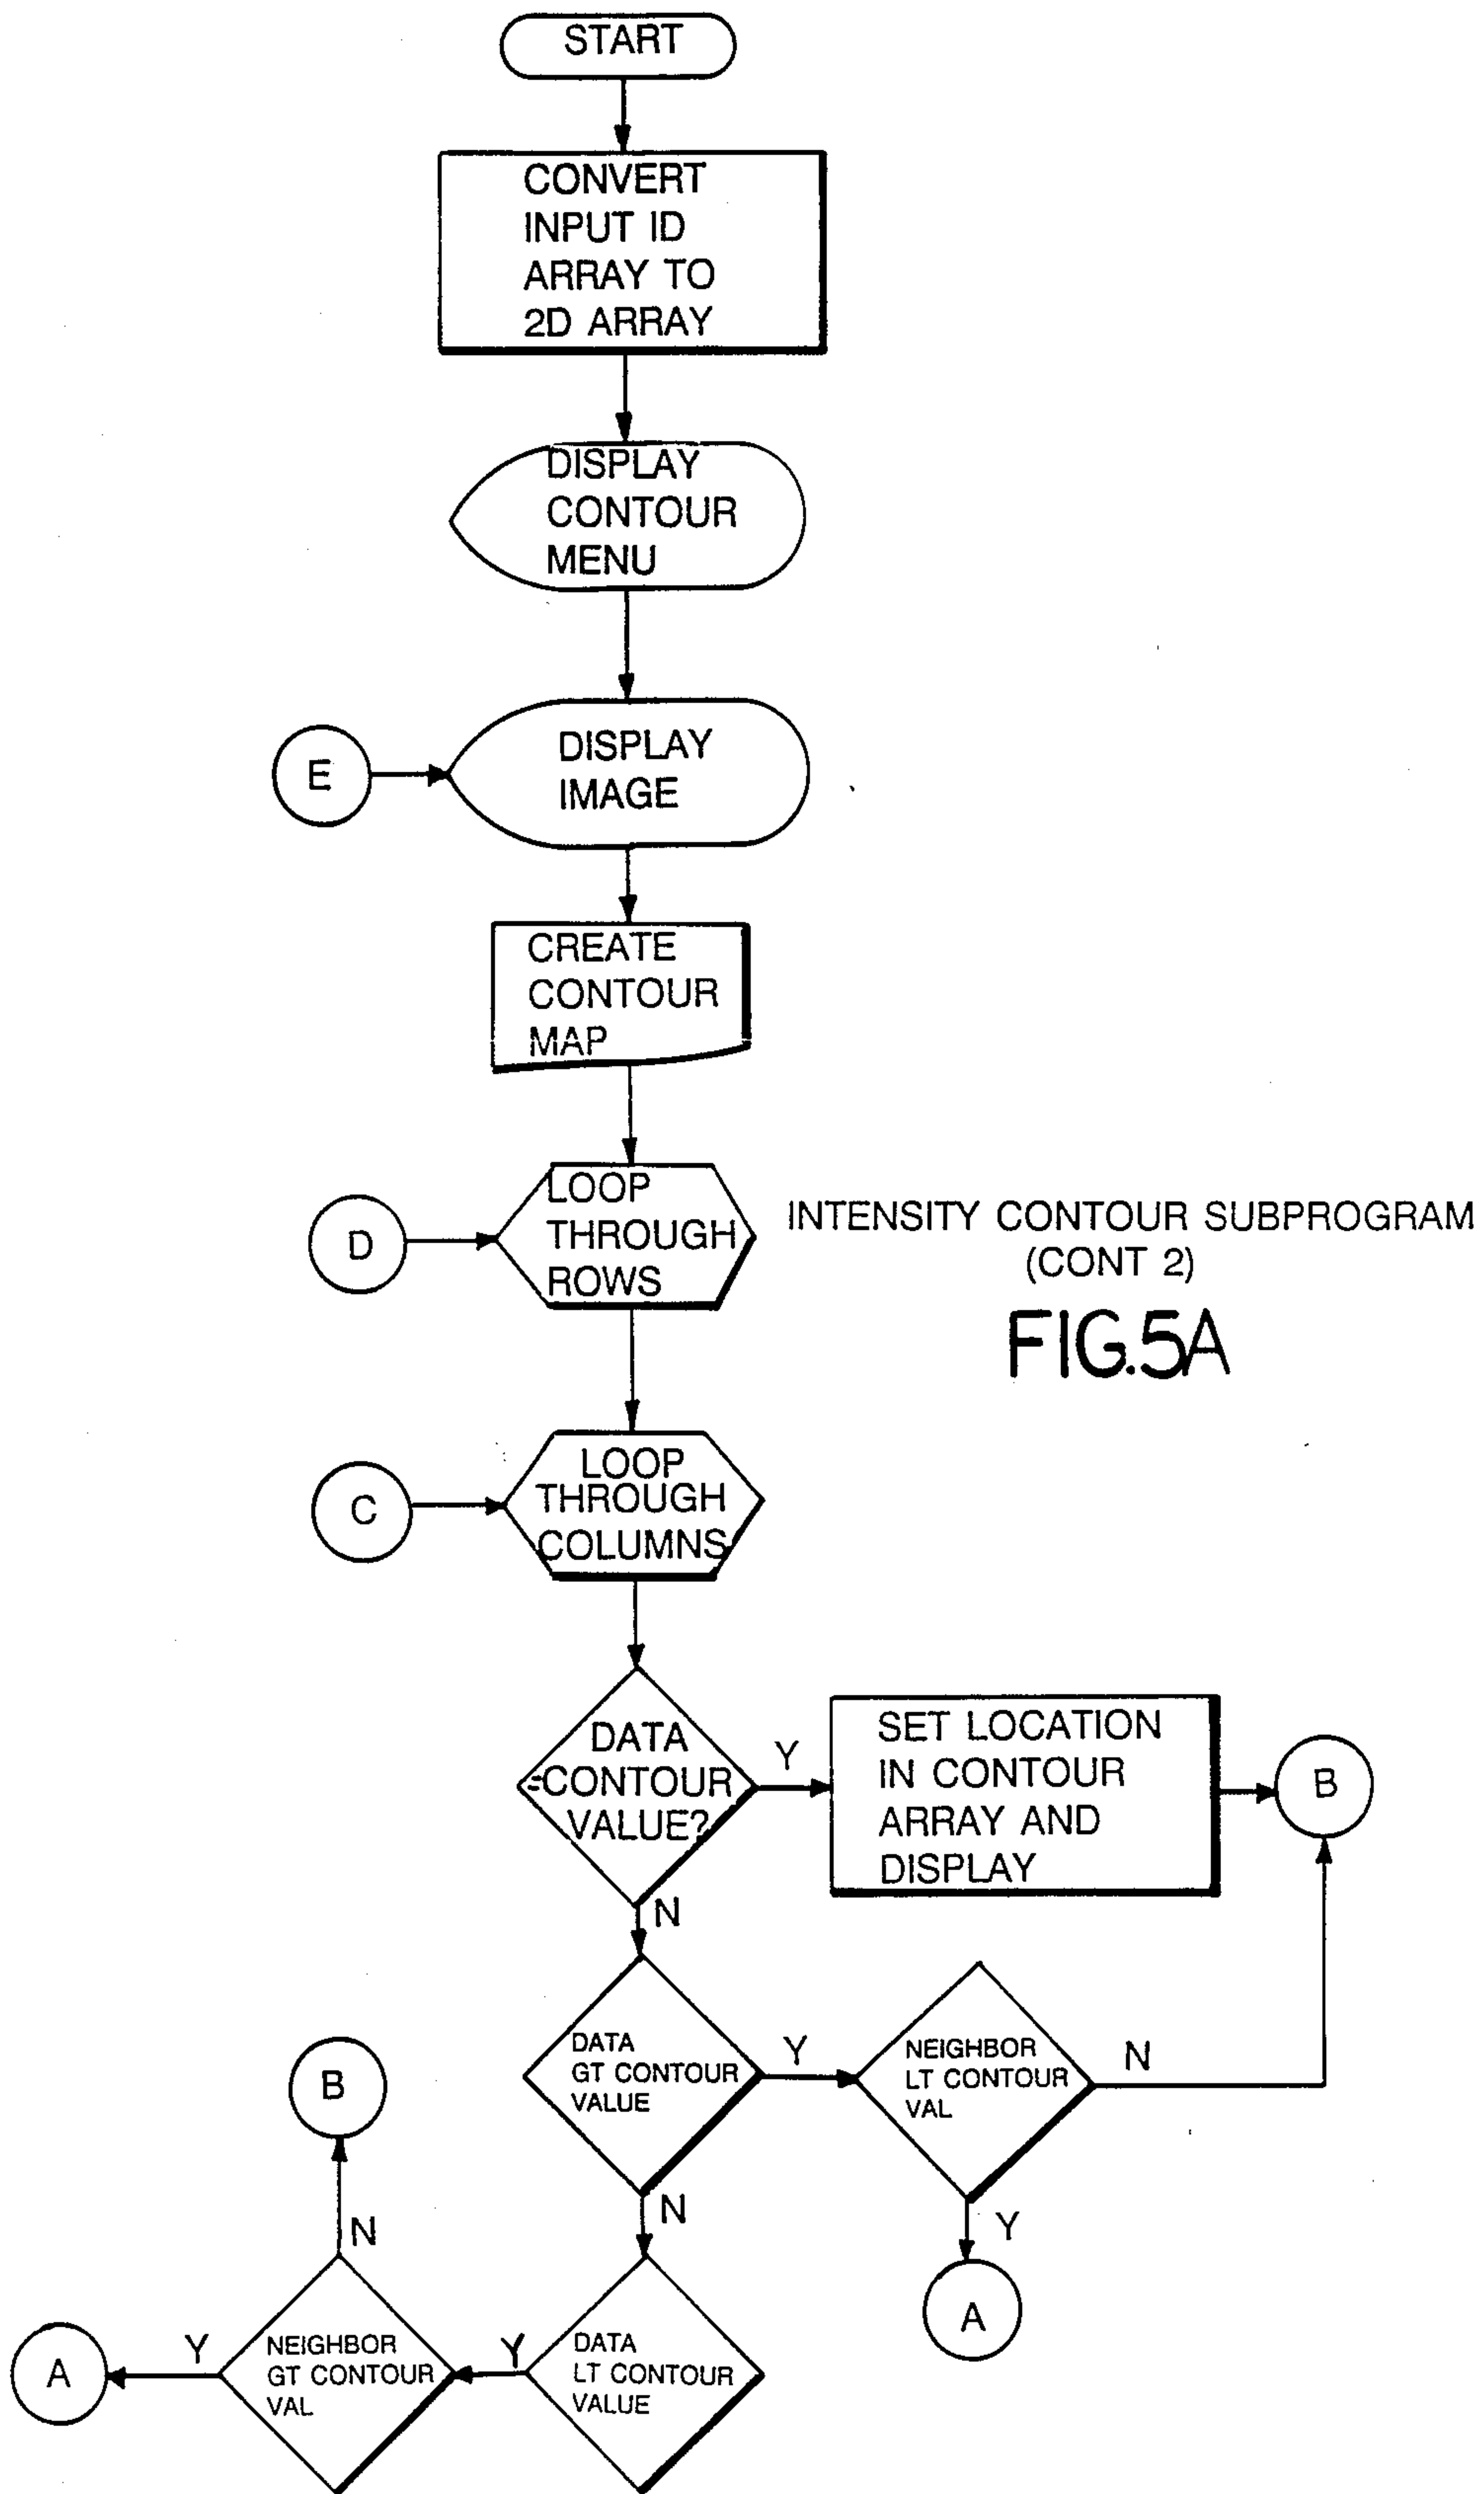 START
CONVERT
INPUT ID
ARRAY TO
2D ARRAY
DISPLAY
CONTOUR
MENU
E
DISPLAY
IMAGE
CREATE
CONTOUR
MAP
D
LOOP
THROUGH
ROWS
INTENSITY CONTOUR SUBPROGRAM
(CONT 2)
FIG.5A
C
LOOP
THROUGH
COLUMNS
DATA
=CONTOUR
VALUE?
Y
SET LOCATION
IN CONTOUR
ARRAY AND
DISPLAY
B
N
DATA
GT CONTOUR
VALUE
Y
NEIGHBOR
LT CONTOUR
VAL
N
B
N
N
Y
A
A
Y
NEIGHBOR
GT CONTOUR
VAL
Y
DATA
LT CONTOUR
VALUE